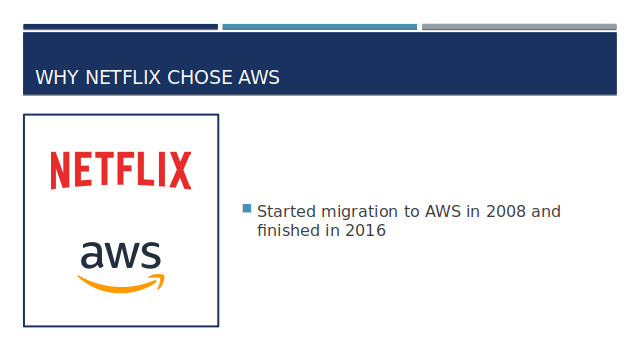 WHY NETFLIX CHOSE AWS
NETFLIX
aws
Started migration to AWS in 2008 and
finished in 2016